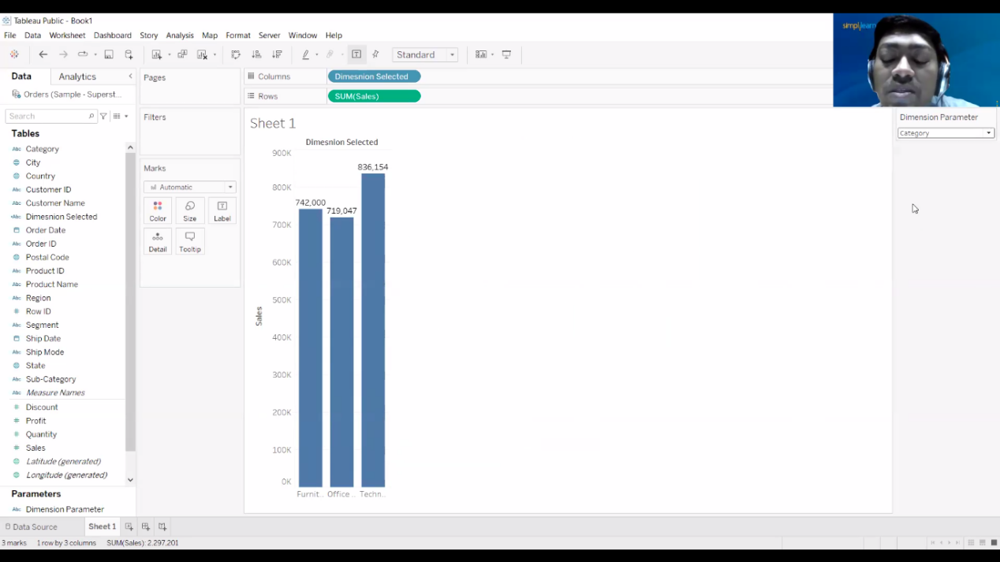 Tableau Public - Book1
File Data Worksheet Dashboard Story Analysis Map Format Server Window Help
simplilearn
Standard
Data Analytics
Pages
Columns Dimesnion Selected
Orders (Sample - Superst...
Rows SUM(Sales)
Search
Filters
Sheet 1
Dimension Parameter
Category
Tables
Category
City
Country
Customer ID
Customer Name
Dimesnion Selected
Order Date
Order ID
Postal Code
Product ID
Product Name
Region
Row ID
Segment
Ship Date
Ship Mode
State
Sub-Category
Measure Names
Discount
Profit
Quantity
Sales
Latitude (generated)
Longitude (generated)
Parameters
Dimension Parameter
Marks
Automatic
Color Size Label
Detail Tooltip
Dimesnion Selected
900K
800K
700K
600K
500K
400K
300K
200K
100K
0K
Sales
742,000
719,047
836,154
Furnit.. Office .. Techn..
Data Source Sheet 1
3 marks 1 row by 3 columns SUM(Sales): 2,297,201